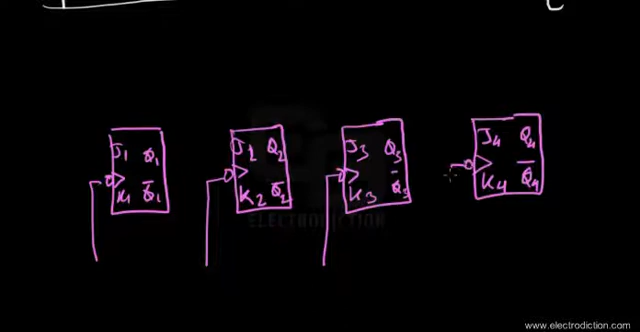 J1 Q1
K1 Q̅1
J2 Q2
K2 Q̅2
J3 Q3
K3 Q̅3
J4 Q4
K4 Q̅4
ELECTRODICTION
www.electrodiction.com